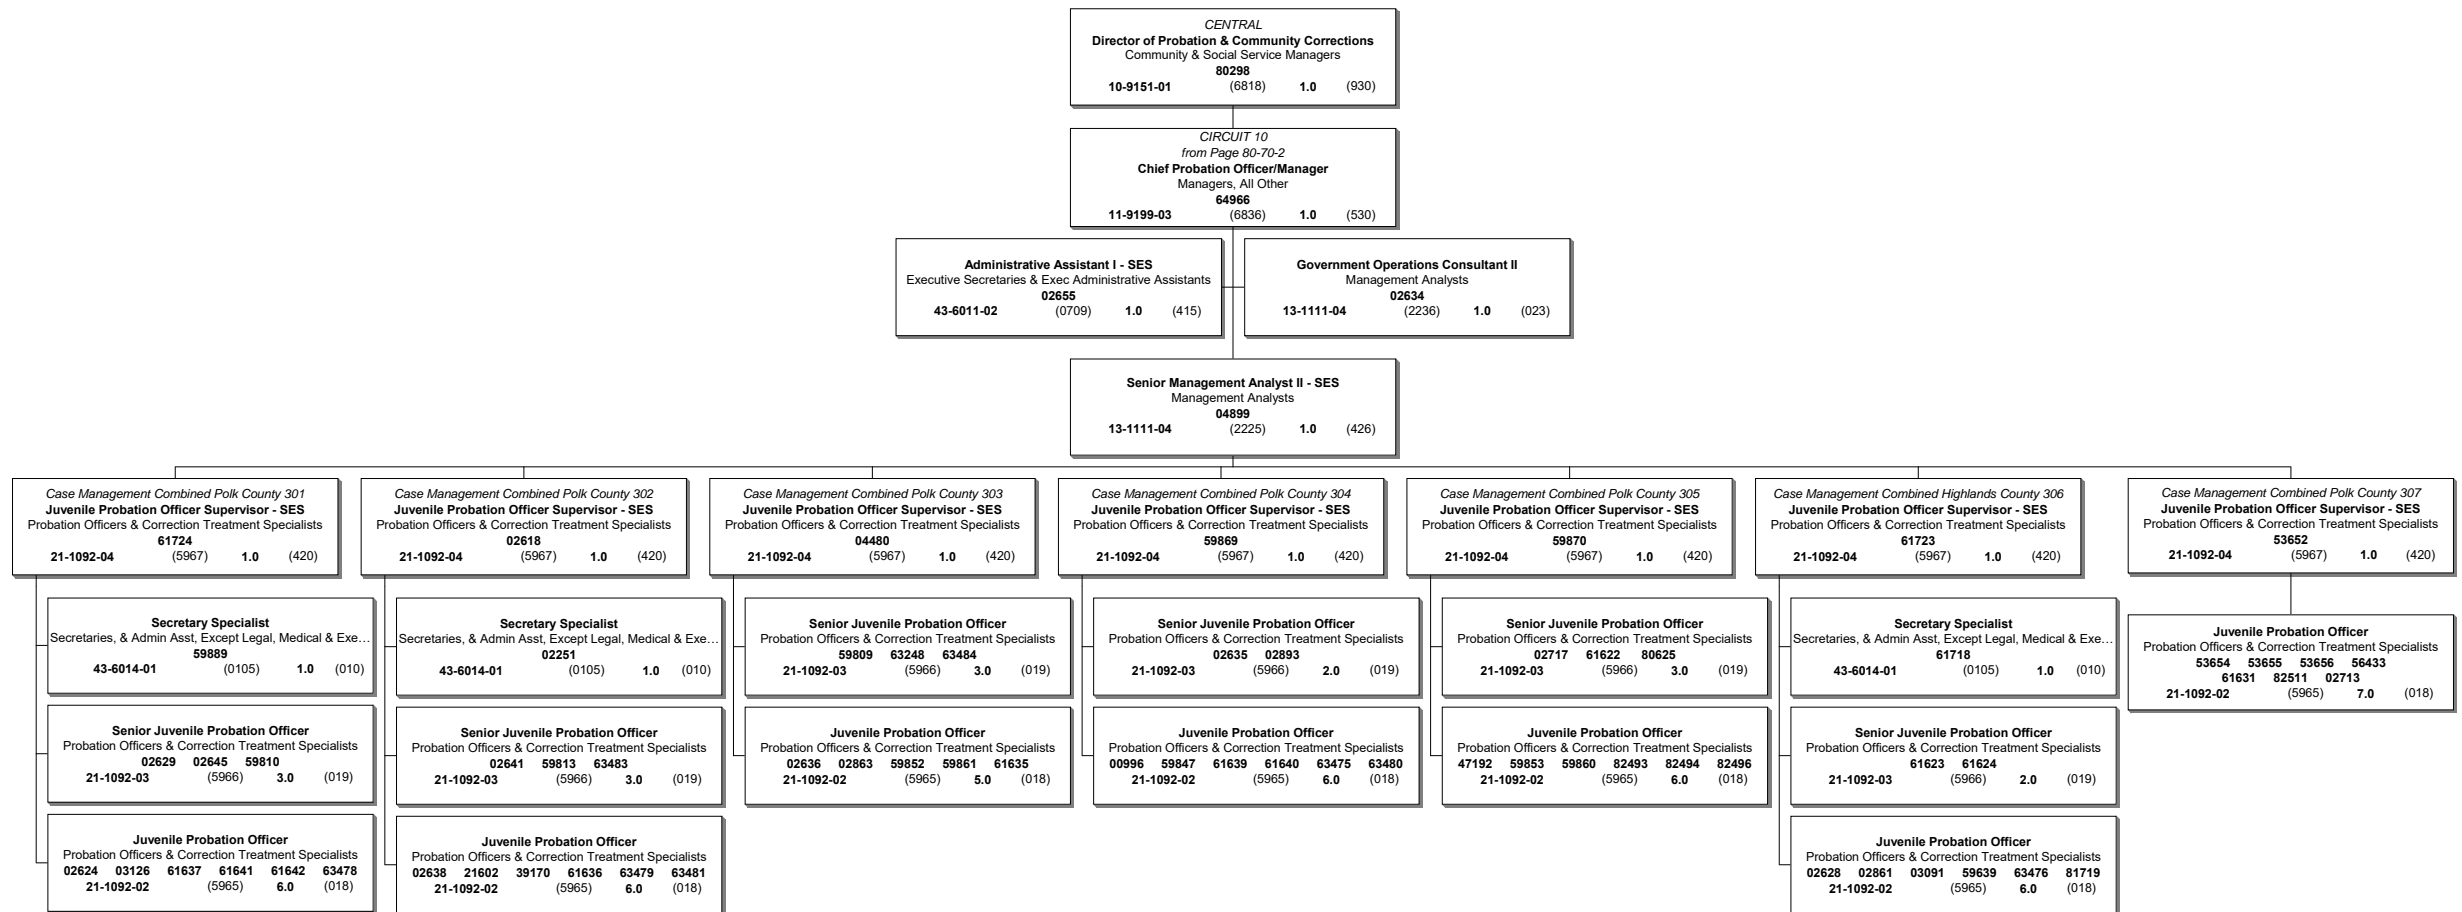 CENTRAL
Director of Probation & Community Corrections
Community & Social Service Managers
80298
10-9151-01 (6818) 1.0 (930)
CIRCUIT 10
from Page 80-70-2
Chief Probation Officer/Manager
Managers, All Other
64966
11-9199-03 (6836) 1.0 (530)
Administrative Assistant I - SES
Executive Secretaries & Exec Administrative Assistants
02655
43-6011-02 (0709) 1.0 (415)
Government Operations Consultant II
Management Analysts
02634
13-1111-04 (2236) 1.0 (023)
Senior Management Analyst II - SES
Management Analysts
04899
13-1111-04 (2225) 1.0 (426)
Case Management Combined Polk County 301
Juvenile Probation Officer Supervisor - SES
Probation Officers & Correction Treatment Specialists
61724
21-1092-04 (5967) 1.0 (420)
Secretary Specialist
Secretaries, & Admin Asst, Except Legal, Medical & Exe...
59889
43-6014-01 (0105) 1.0 (010)
Senior Juvenile Probation Officer
Probation Officers & Correction Treatment Specialists
02629 02645 59810
21-1092-03 (5966) 3.0 (019)
Juvenile Probation Officer
Probation Officers & Correction Treatment Specialists
02624 03126 61637 61641 61642 63478
21-1092-02 (5965) 6.0 (018)
Case Management Combined Polk County 302
Juvenile Probation Officer Supervisor - SES
Probation Officers & Correction Treatment Specialists
02618
21-1092-04 (5967) 1.0 (420)
Secretary Specialist
Secretaries, & Admin Asst, Except Legal, Medical & Exe...
02251
43-6014-01 (0105) 1.0 (010)
Senior Juvenile Probation Officer
Probation Officers & Correction Treatment Specialists
02641 59813 63483
21-1092-03 (5966) 3.0 (019)
Juvenile Probation Officer
Probation Officers & Correction Treatment Specialists
02638 21602 39170 61636 63479 63481
21-1092-02 (5965) 6.0 (018)
Case Management Combined Polk County 303
Juvenile Probation Officer Supervisor - SES
Probation Officers & Correction Treatment Specialists
04480
21-1092-04 (5967) 1.0 (420)
Senior Juvenile Probation Officer
Probation Officers & Correction Treatment Specialists
59809 63248 63484
21-1092-03 (5966) 3.0 (019)
Juvenile Probation Officer
Probation Officers & Correction Treatment Specialists
02636 02863 59852 59861 61635
21-1092-02 (5965) 5.0 (018)
Case Management Combined Polk County 304
Juvenile Probation Officer Supervisor - SES
Probation Officers & Correction Treatment Specialists
59869
21-1092-04 (5967) 1.0 (420)
Senior Juvenile Probation Officer
Probation Officers & Correction Treatment Specialists
02635 02893
21-1092-03 (5966) 2.0 (019)
Juvenile Probation Officer
Probation Officers & Correction Treatment Specialists
00996 59847 61639 61640 63475 63480
21-1092-02 (5965) 6.0 (018)
Case Management Combined Polk County 305
Juvenile Probation Officer Supervisor - SES
Probation Officers & Correction Treatment Specialists
59870
21-1092-04 (5967) 1.0 (420)
Senior Juvenile Probation Officer
Probation Officers & Correction Treatment Specialists
02717 61622 80625
21-1092-03 (5966) 3.0 (019)
Juvenile Probation Officer
Probation Officers & Correction Treatment Specialists
47192 59853 59860 82493 82494 82496
21-1092-02 (5965) 6.0 (018)
Case Management Combined Highlands County 306
Juvenile Probation Officer Supervisor - SES
Probation Officers & Correction Treatment Specialists
61723
21-1092-04 (5967) 1.0 (420)
Secretary Specialist
Secretaries, & Admin Asst, Except Legal, Medical & Exe...
61718
43-6014-01 (0105) 1.0 (010)
Senior Juvenile Probation Officer
Probation Officers & Correction Treatment Specialists
61623 61624
21-1092-03 (5966) 2.0 (019)
Juvenile Probation Officer
Probation Officers & Correction Treatment Specialists
02628 02861 03091 59639 63476 81719
21-1092-02 (5965) 6.0 (018)
Case Management Combined Polk County 307
Juvenile Probation Officer Supervisor - SES
Probation Officers & Correction Treatment Specialists
53652
21-1092-04 (5967) 1.0 (420)
Juvenile Probation Officer
Probation Officers & Correction Treatment Specialists
53654 53655 53656 56433
61631 82511 02713
21-1092-02 (5965) 7.0 (018)